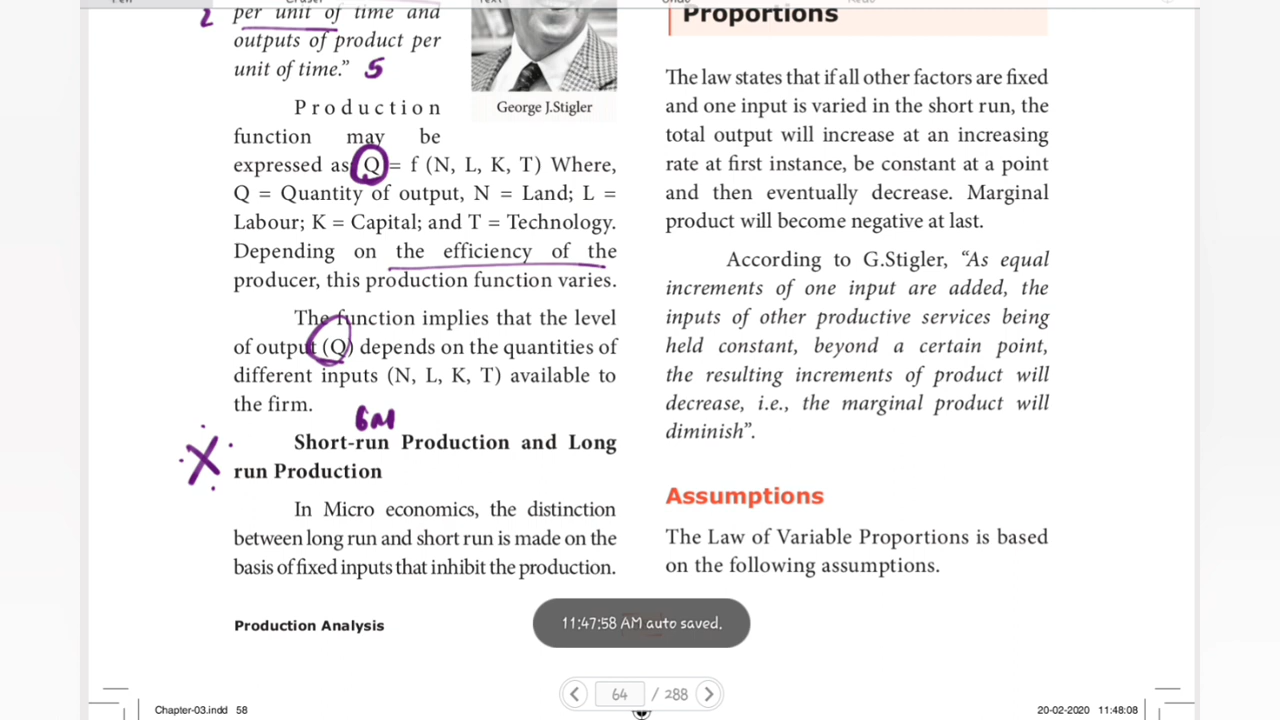 2
per unit of time and
outputs of product per
unit of time.” 5
George J.Stigler
Production
function may be
expressed as Q = f (N, L, K, T) Where,
Q = Quantity of output, N = Land; L =
Labour; K = Capital; and T = Technology.
Depending on the efficiency of the
producer, this production function varies.
The function implies that the level
of output (Q) depends on the quantities of
different inputs (N, L, K, T) available to
the firm.
6M
Short-run Production and Long
run Production
In Micro economics, the distinction
between long run and short run is made on the
basis of fixed inputs that inhibit the production.
Production Analysis
Proportions
The law states that if all other factors are fixed
and one input is varied in the short run, the
total output will increase at an increasing
rate at first instance, be constant at a point
and then eventually decrease. Marginal
product will become negative at last.
According to G.Stigler, “As equal
increments of one input are added, the
inputs of other productive services being
held constant, beyond a certain point,
the resulting increments of product will
decrease, i.e., the marginal product will
diminish”.
Assumptions
The Law of Variable Proportions is based
on the following assumptions.
11:47:58 AM auto saved.
64 / 288
Chapter-03.indd 58
20-02-2020 11:48:08